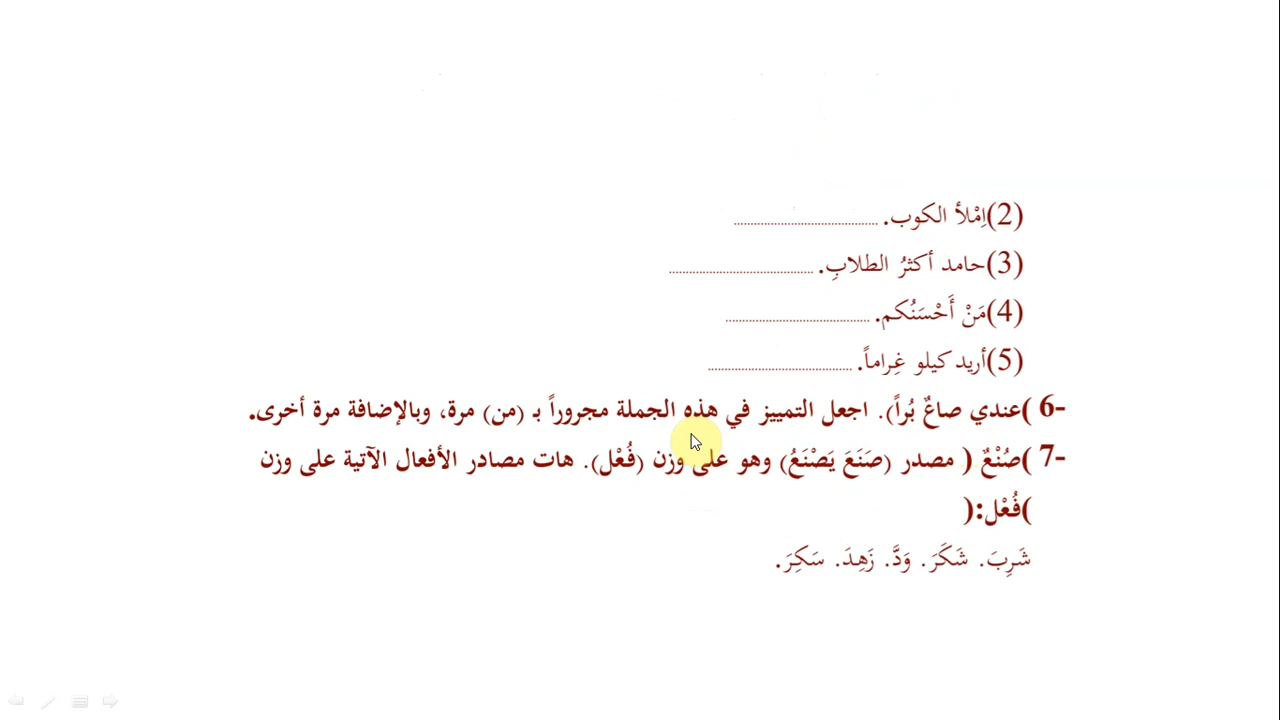 (2)اِمْلأ الكوب. ............................................
(3)حامد أكثرُ الطلابِ. ............................................
(4)مَنْ أَحْسَنُكم. ............................................
(5)أريد كيلو غِراماً. ............................................
6- (عندي صاعٌ بُراً). اجعل التمييز في هذه الجملة مجروراً بـ (من) مرة، وبالإضافة مرة أخرى.
7- (صُنْعٌ ) مصدر (صَنَعَ يَصْنَعُ) وهو على وزن (فُعْل). هات مصادر الأفعال الآتية على وزن
(فُعْل:)
شَرِبَ. شَكَرَ. وَدَّ. زَهِدَ. سَكِرَ.